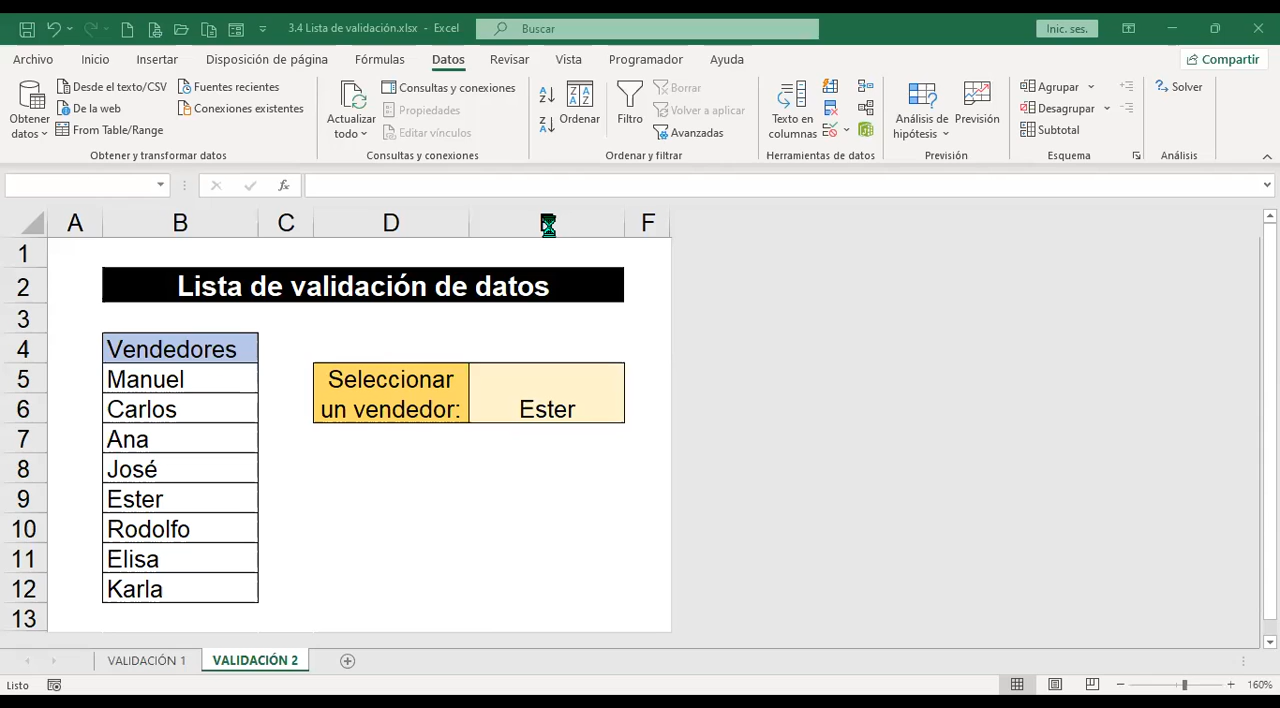 3.4 Lista de validación.xlsx - Excel
Buscar
Inic. ses.
Archivo Inicio Insertar Disposición de página Fórmulas Datos Revisar Vista Programador Ayuda
Compartir
Obtener datos
Desde el texto/CSV
De la web
From Table/Range
Fuentes recientes
Conexiones existentes
Obtener y transformar datos
Actualizar todo
Consultas y conexiones
Propiedades
Editar vínculos
Consultas y conexiones
Ordenar
Filtro
Borrar
Volver a aplicar
Avanzadas
Ordenar y filtrar
Texto en columnas
Herramientas de datos
Análisis de hipótesis
Previsión
Previsión
Agrupar
Desagrupar
Subtotal
Esquema
Solver
Análisis
fx
A B C D F
1
2 Lista de validación de datos
3
4 Vendedores
5 Manuel Seleccionar
6 Carlos un vendedor: Ester
7 Ana
8 José
9 Ester
10 Rodolfo
11 Elisa
12 Karla
13
VALIDACIÓN 1 VALIDACIÓN 2
Listo
160%